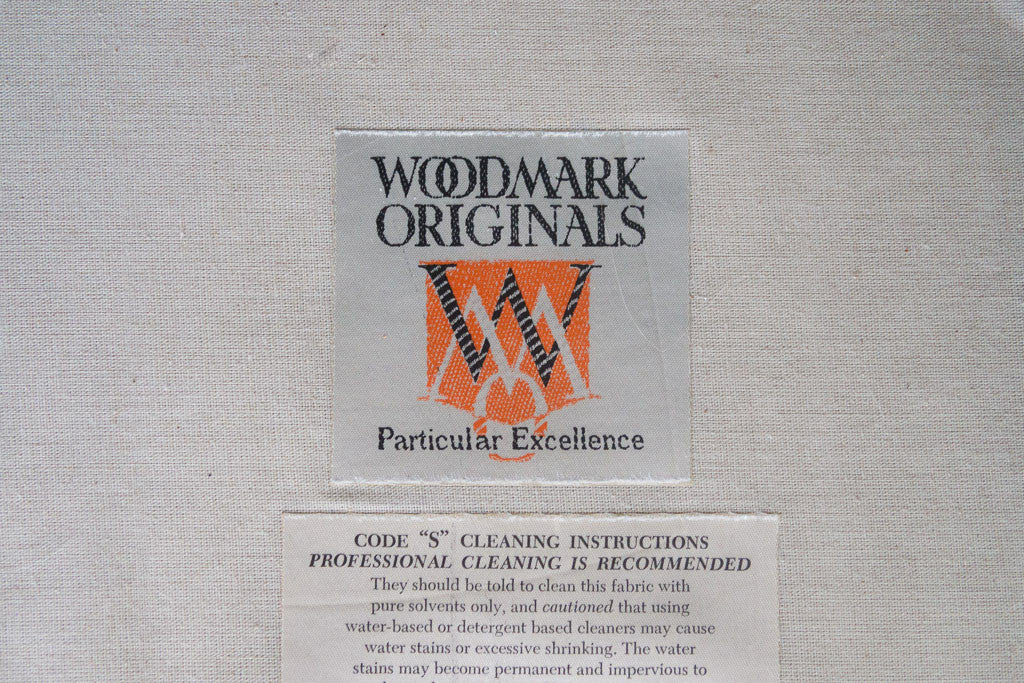 WOODMARK
ORIGINALS
Particular Excellence
CODE “S” CLEANING INSTRUCTIONS
PROFESSIONAL CLEANING IS RECOMMENDED
They should be told to clean this fabric with
pure solvents only, and cautioned that using
water-based or detergent based cleaners may cause
water stains or excessive shrinking. The water
stains may become permanent and impervious to